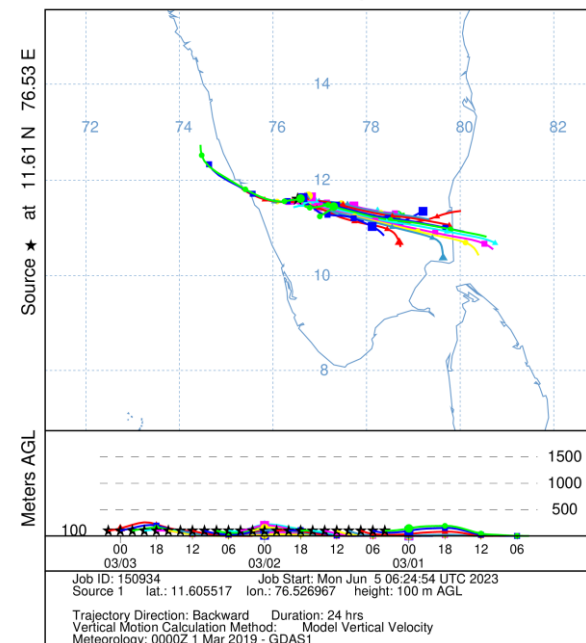 Source ★ at 11.61 N 76.53 E
14
72 74 76 78 80 82
12
10
8
Meters AGL
1500
1000
500
100
00 18 12 06 00 18 12 06 00 18 12 06
03/03 03/02 03/01
Job ID: 150934 Job Start: Mon Jun 5 06:24:54 UTC 2023
Source 1 lat.: 11.605517 lon.: 76.526967 height: 100 m AGL
Trajectory Direction: Backward Duration: 24 hrs
Vertical Motion Calculation Method: Model Vertical Velocity
Meteorology: 0000Z 1 Mar 2019 - GDAS1